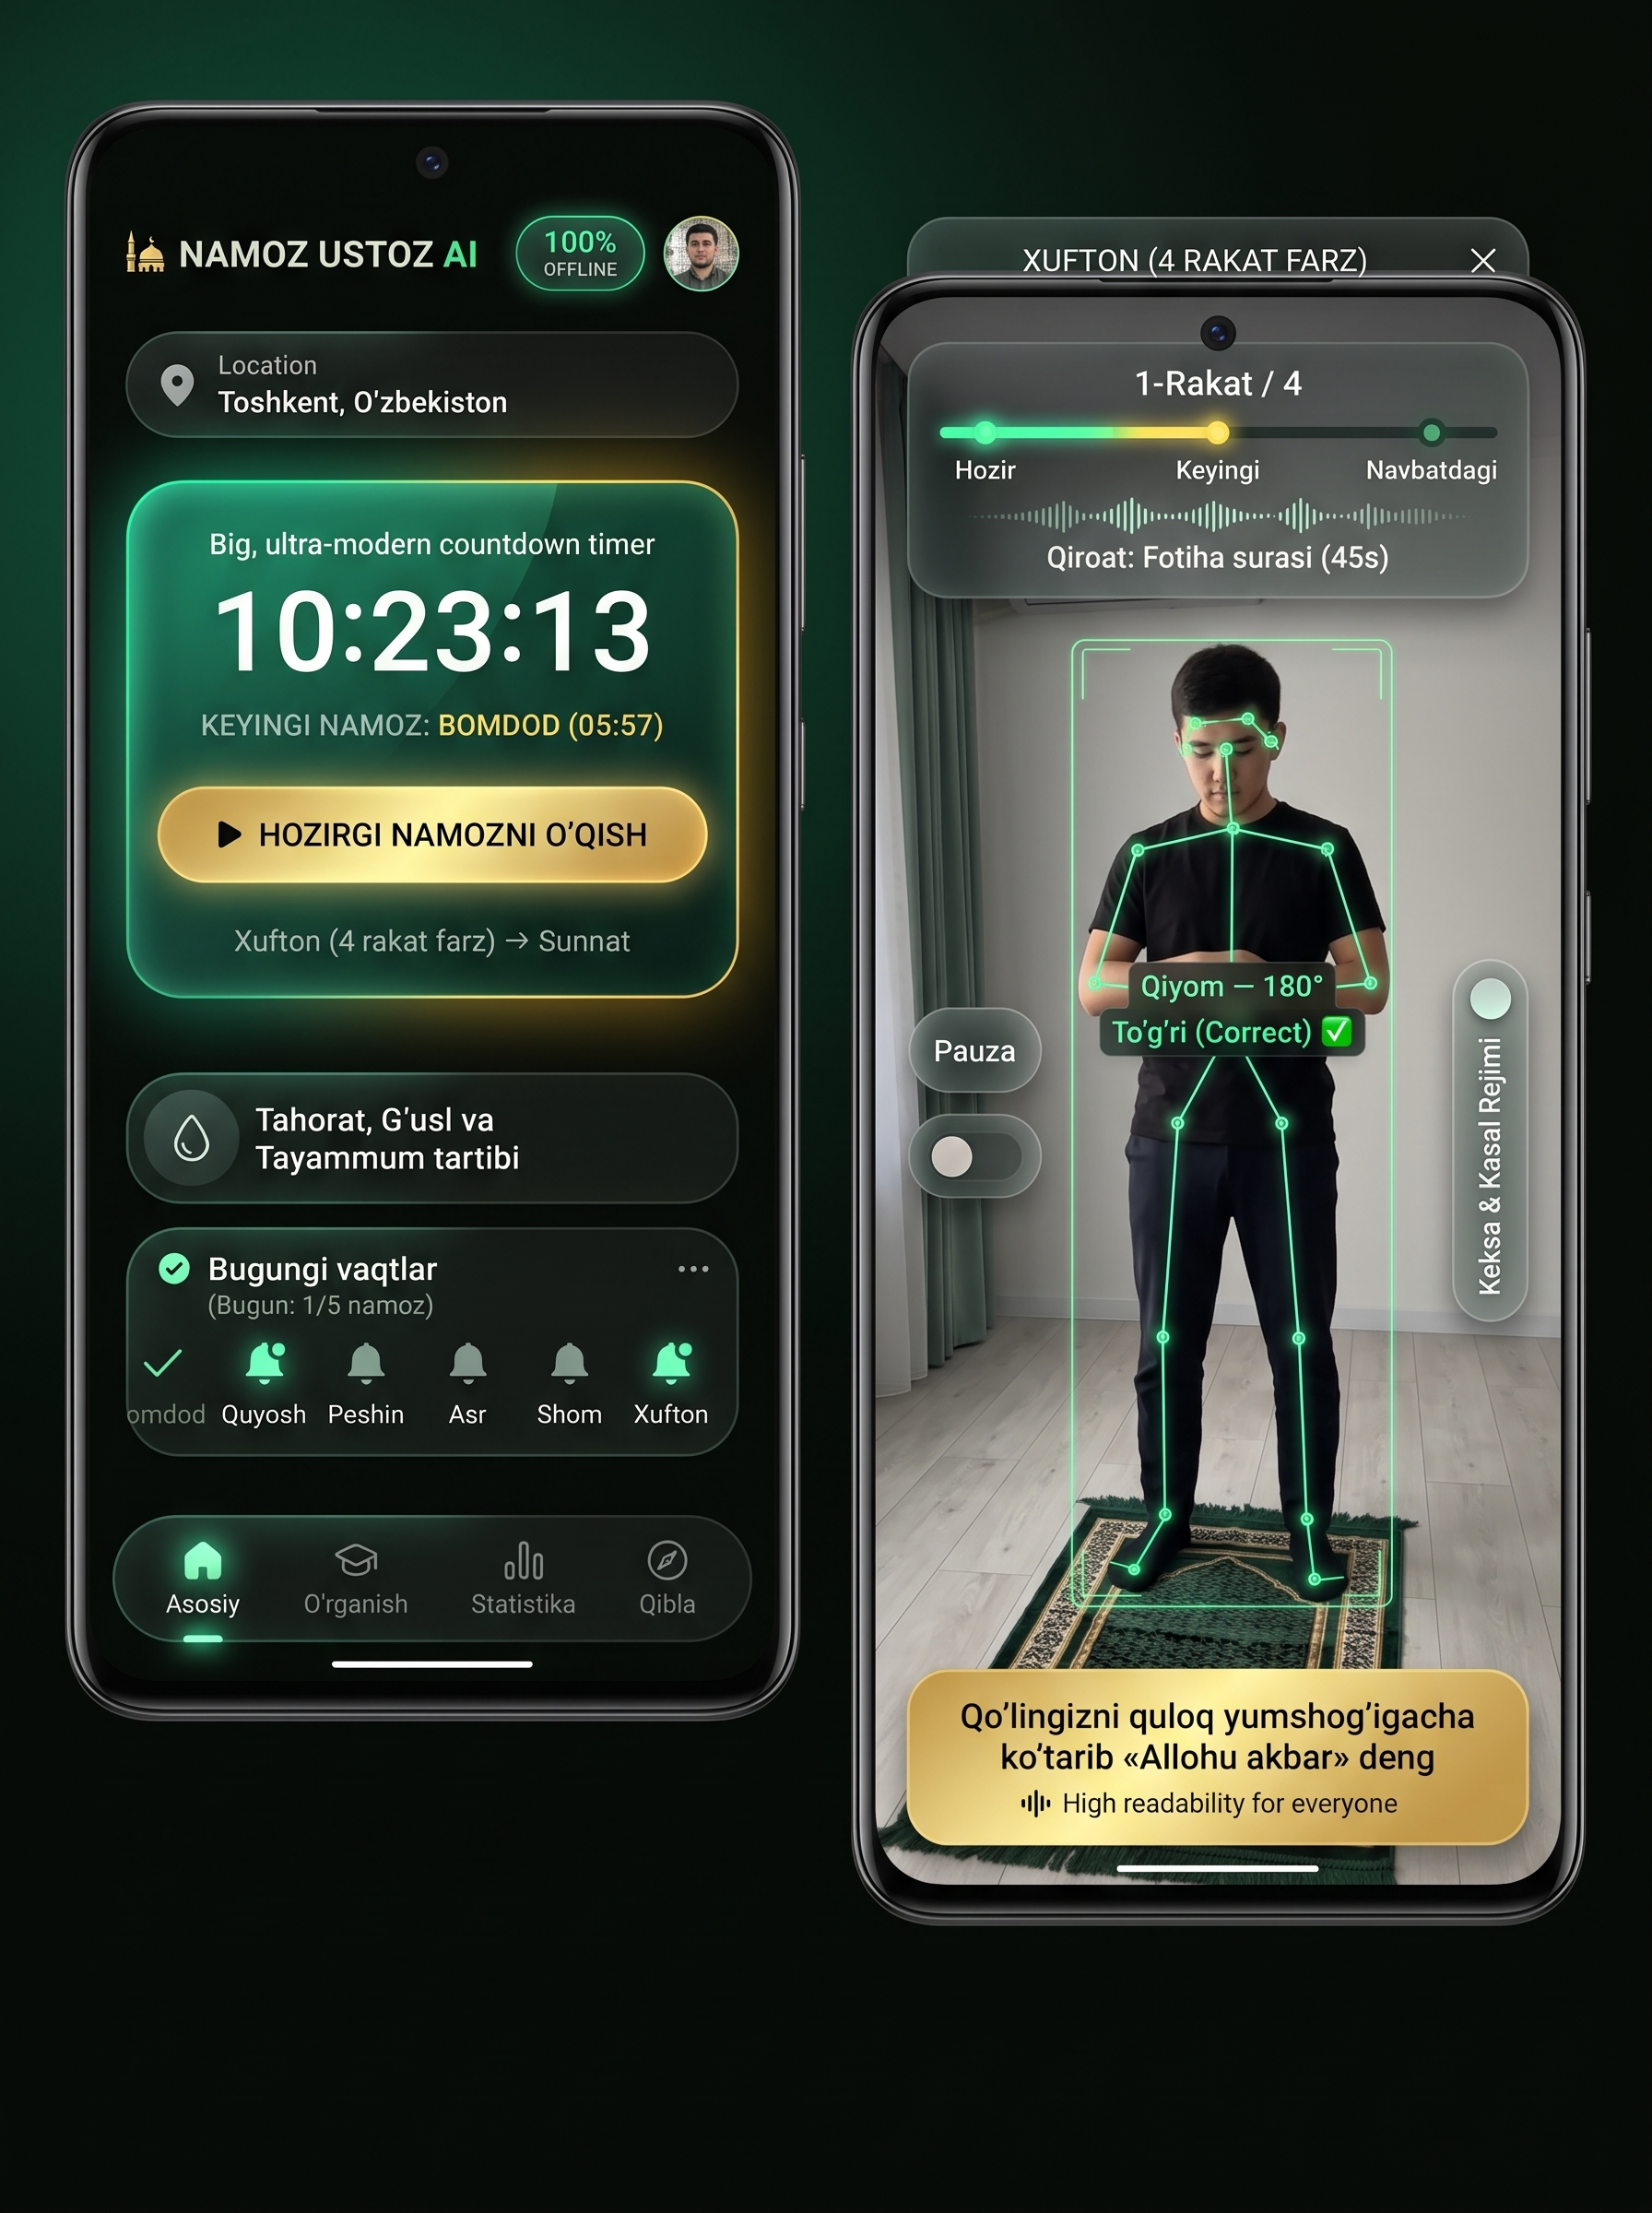 NAMOZ USTOZ AI
100%
OFFLINE
Location
Toshkent, O'zbekiston
Big, ultra-modern countdown timer
10:23:13
KEYINGI NAMOZ: BOMDOD (05:57)
HOZIRGI NAMOZNI O’QISH
Xufton (4 rakat farz) → Sunnat
Tahorat, G'usl va
Tayammum tartibi
Bugungi vaqtlar
(Bugun: 1/5 namoz)
omdod Quyosh Peshin Asr Shom Xufton
Asosiy O'rganish Statistika Qibla
XUFTON (4 RAKAT FARZ)
1-Rakat / 4
Hozir Keyingi Navbatdagi
Qiroat: Fotiha surasi (45s)
Qiyom — 180°
To’g’ri (Correct) ✅
Pauza
Keksa & Kasal Rejimi
Qo’lingizni quloq yumshog’igacha
ko’tarib «Allohu akbar» deng
High readability for everyone